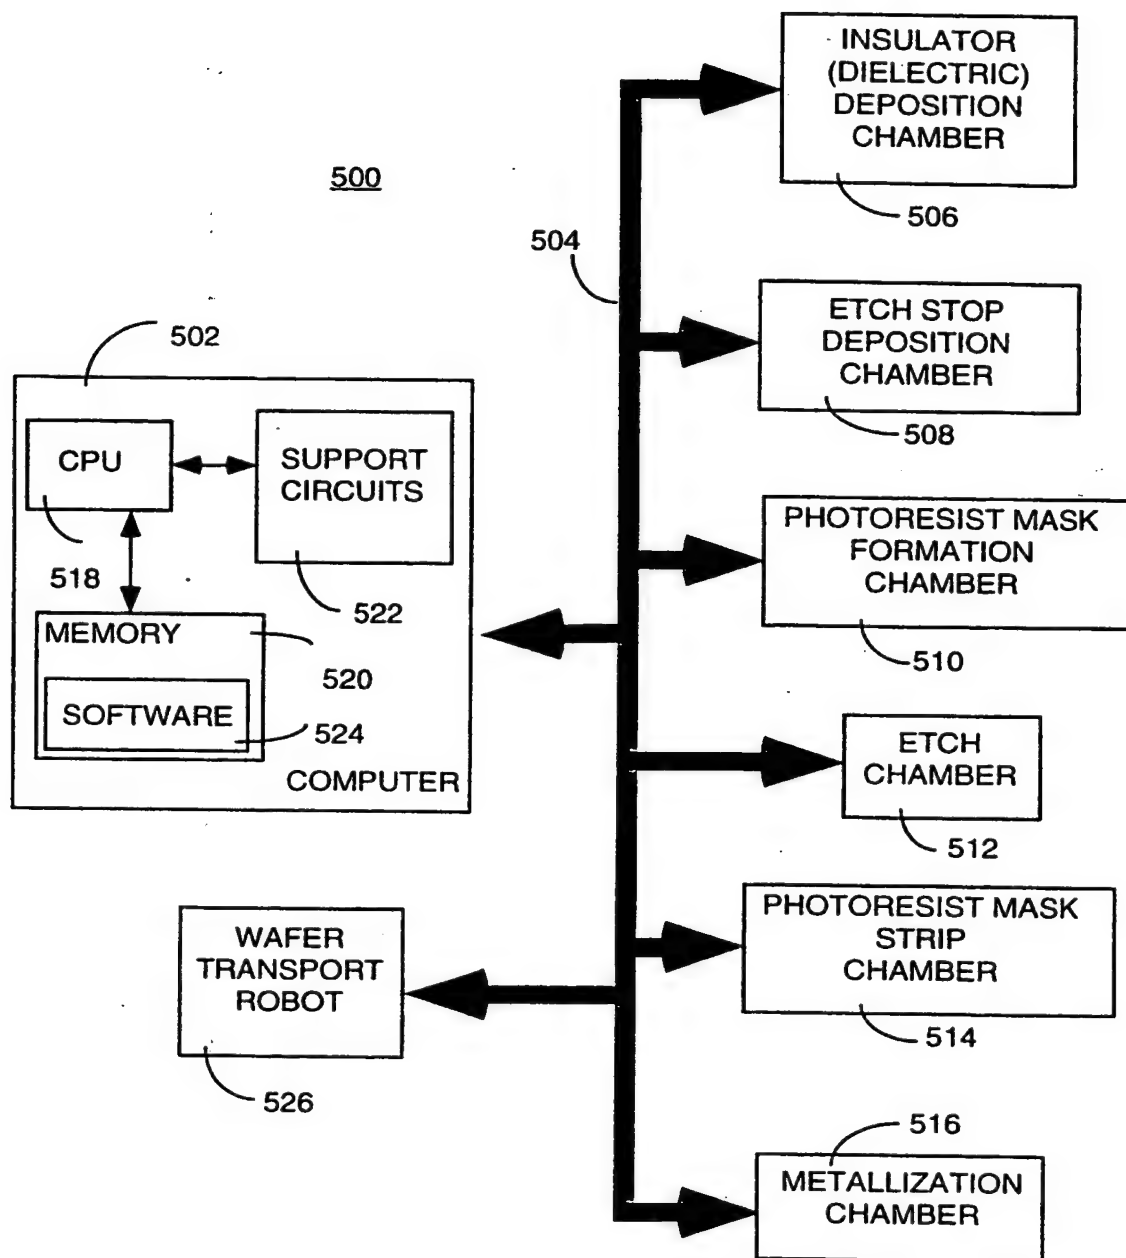 500
502
CPU
518
SUPPORT
CIRCUITS
522
MEMORY
520
SOFTWARE
524
COMPUTER
WAFER
TRANSPORT
ROBOT
526
504
INSULATOR
(DIELECTRIC)
DEPOSITION
CHAMBER
506
ETCH STOP
DEPOSITION
CHAMBER
508
PHOTORESIST MASK
FORMATION
CHAMBER
510
ETCH
CHAMBER
512
PHOTORESIST MASK
STRIP
CHAMBER
514
516
METALLIZATION
CHAMBER